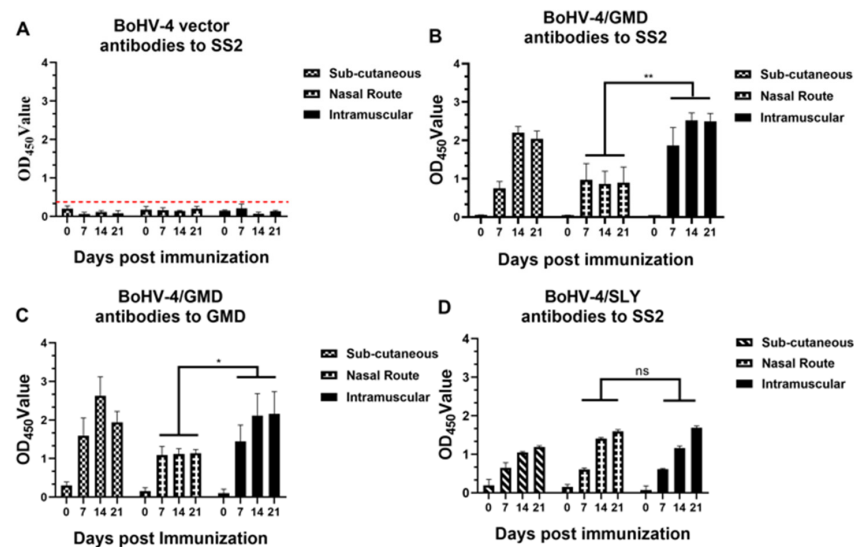 A
BoHV-4 vector
antibodies to SS2
OD450Value
4
3
2
1
0
0 7 14 21 0 7 14 21 0 7 14 21
Days post immunization
Sub-cutaneous
Nasal Route
Intramuscular
B
BoHV-4/GMD
antibodies to SS2
OD450Value
4
3
2
1
0
**
0 7 14 21 0 7 14 21 0 7 14 21
Days post immunization
Sub-cutaneous
Nasal Route
Intramuscular
C
BoHV-4/GMD
antibodies to GMD
OD450Value
4
3
2
1
0
*
0 7 14 21 0 7 14 21 0 7 14 21
Days post Immunization
Sub-cutaneous
Nasal Route
Intramuscular
D
BoHV-4/SLY
antibodies to SS2
OD450Value
4
3
2
1
0
ns
0 7 14 21 0 7 14 21 0 7 14 21
Days post immunization
Sub-cutaneous
Nasal Route
Intramuscular